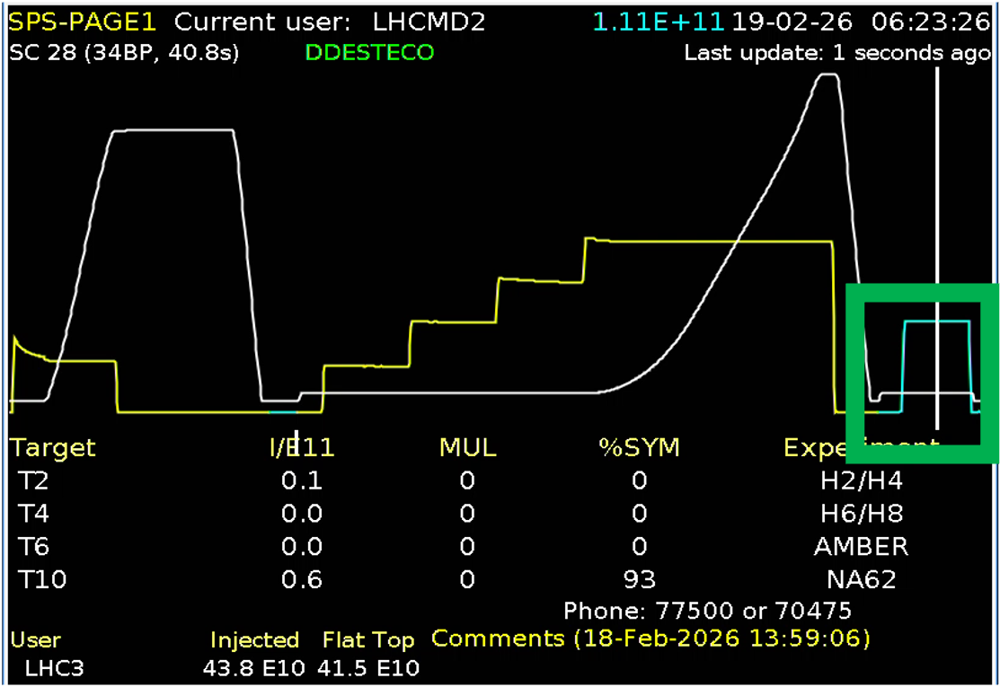 SPS-PAGE1 Current user: LHCMD2 1.11E+11 19-02-26 06:23:26
SC 28 (34BP, 40.8s) DDESTECO Last update: 1 seconds ago
Target I/E11 MUL %SYM Experiment
T2 0.1 0 0 H2/H4
T4 0.0 0 0 H6/H8
T6 0.0 0 0 AMBER
T10 0.6 0 93 NA62
Phone: 77500 or 70475
User Injected Flat Top Comments (18-Feb-2026 13:59:06)
LHC3 43.8 E10 41.5 E10